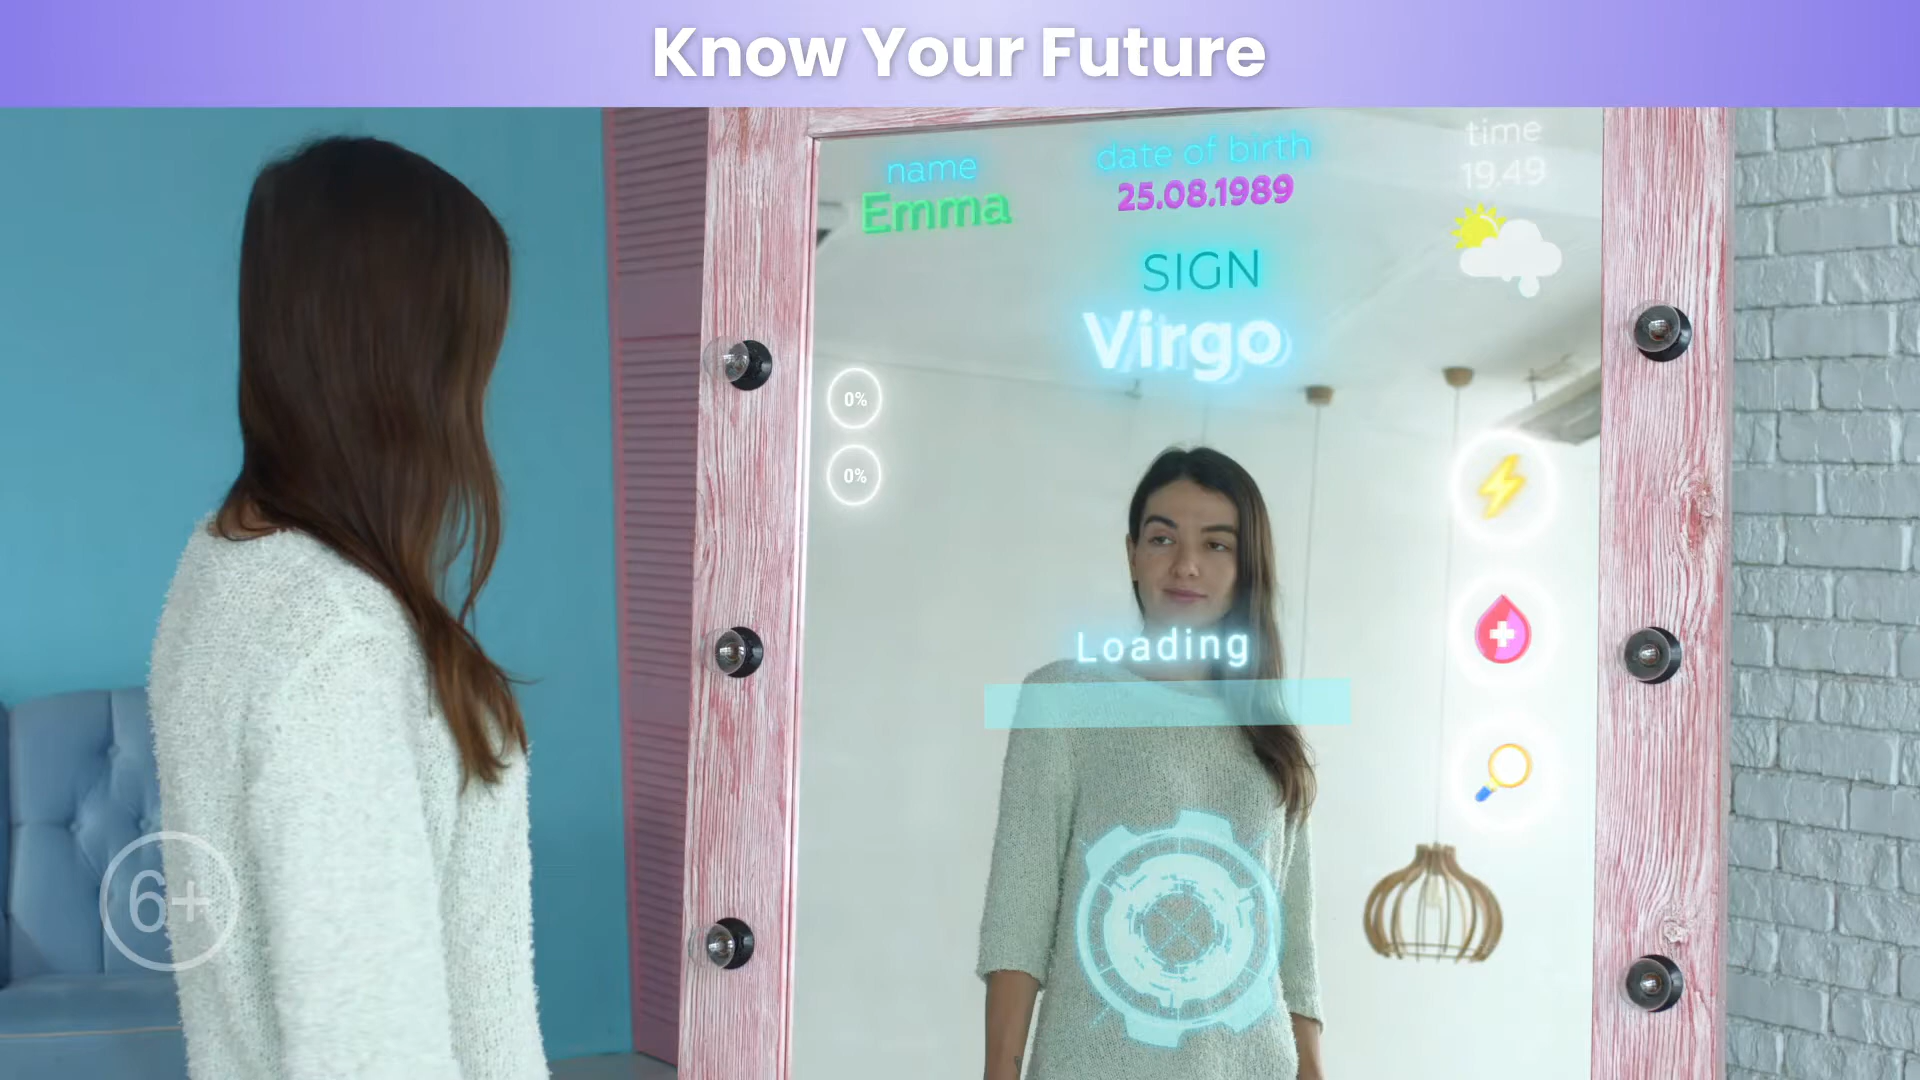 Know Your Future
name
Emma
date of birth
25.08.1989
time
19.49
SIGN
Virgo
0%
0%
Loading
6+